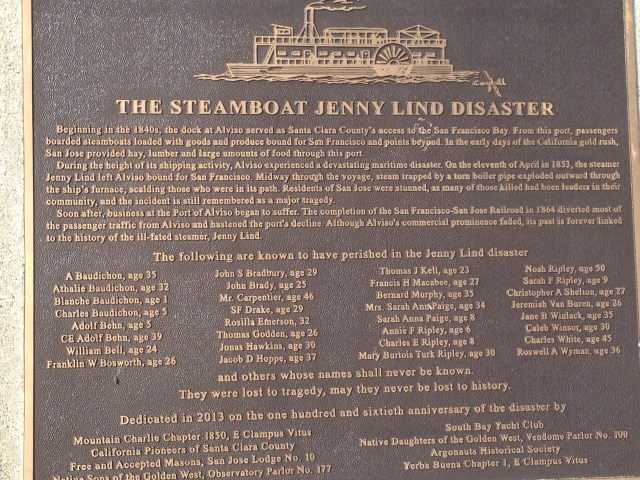 THE STEAMBOAT JENNY LIND DISASTER
Beginning in the 1840s, the dock at Alviso served as Santa Clara County's access to the San Francisco Bay. From this port, passengers
boarded steamboats loaded with goods and produce bound for San Francisco and points beyond. In the early days of the California gold rush,
San Jose provided hay, lumber and large amounts of food through this port.
During the height of its shipping activity, Alviso experienced a devastating maritime disaster. On the eleventh of April in 1853, the steamer
Jenny Lind left Alviso bound for San Francisco. Midway through the voyage, steam trapped by a torn boiler pipe exploded outward through
the ship's furnace, scalding those who were in its path. Residents of San Jose were stunned, as many of those killed had been leaders in their
community, and the incident is still remembered as a major tragedy.
Soon after, business at the Port of Alviso began to suffer. The completion of the San Francisco-San Jose Railroad in 1864 diverted most of
the passenger traffic from Alviso and hastened the port's decline. Although Alviso's commercial prominence faded, its past is forever linked
to the history of the ill-fated steamer, Jenny Lind.
The following are known to have perished in the Jenny Lind disaster
A Baudichon, age 35
Athalie Baudichon, age 32
Blanche Baudichon, age 1
Charles Baudichon, age 5
Adolf Behn, age 5
CE Adolf Behn, age 39
William Bell, age 24
Franklin W Bosworth, age 26
John S Bradbury, age 29
John Brady, age 25
Mr. Carpentier, age 46
SF Drake, age 29
Rosilla Emerson, 32
Thomas Godden, age 26
Jonas Hawkins, age 30
Jacob D Hoppe, age 37
Thomas J Kell, age 23
Francis H Macabee, age 27
Bernard Murphy, age 35
Mrs. Sarah Ann Paige, age 34
Sarah Anna Paige, age 8
Annie F Ripley, age 6
Charles E Ripley, age 8
Mary Burtois Turk Ripley, age 30
Noah Ripley, age 50
Sarah F Ripley, age 9
Christopher A Shelton, age 27
Jeremiah Van Buren, age 26
Jane B Winlack, age 35
Caleb Winsor, age 30
Charles White, age 45
Roswell A Wyman, age 36
and others whose names shall never be known.
They were lost to tragedy, may they never be lost to history.
Dedicated in 2013 on the one hundred and sixtieth anniversary of the disaster by
Mountain Charlie Chapter 1850, E Clampus Vitus
California Pioneers of Santa Clara County
Free and Accepted Masons, San Jose Lodge No. 10
Native Sons of the Golden West, Observatory Parlor No. 177
South Bay Yacht Club
Native Daughters of the Golden West, Vendome Parlor No. 100
Argonauts Historical Society
Yerba Buena Chapter 1, E Clampus Vitus